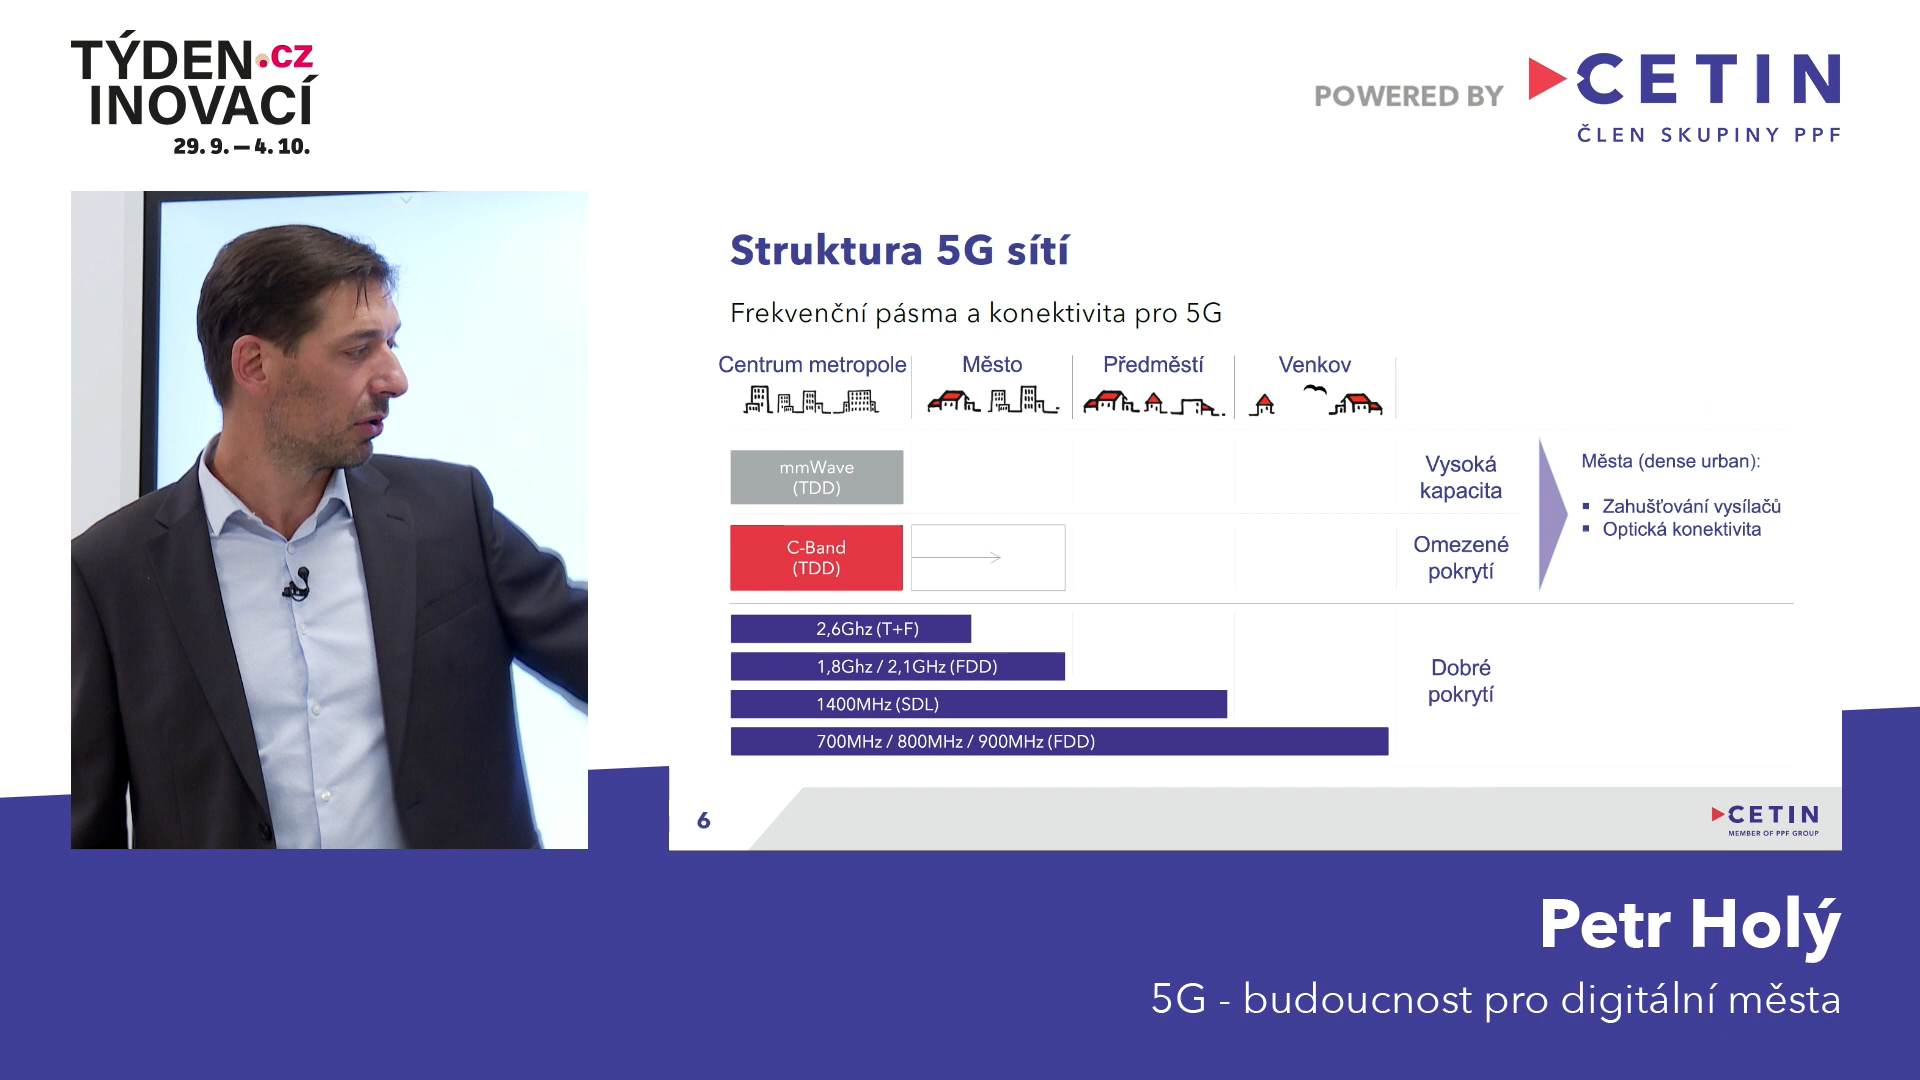 TÝDEN.cz
INOVACÍ
29. 9. – 4. 10.
POWERED BY
CETIN
ČLEN SKUPINY PPF
Struktura 5G sítí
Frekvenční pásma a konektivita pro 5G
Centrum metropole Město Předměstí Venkov
mmWave
(TDD)
Vysoká
kapacita
C-Band
(TDD)
Omezené
pokrytí
Města (dense urban):
▪ Zahušťování vysílačů
▪ Optická konektivita
2,6Ghz (T+F)
1,8Ghz / 2,1GHz (FDD)
1400MHz (SDL)
700MHz / 800MHz / 900MHz (FDD)
Dobré
pokrytí
6
CETIN
MEMBER OF PPF GROUP
Petr Holý
5G - budoucnost pro digitální města